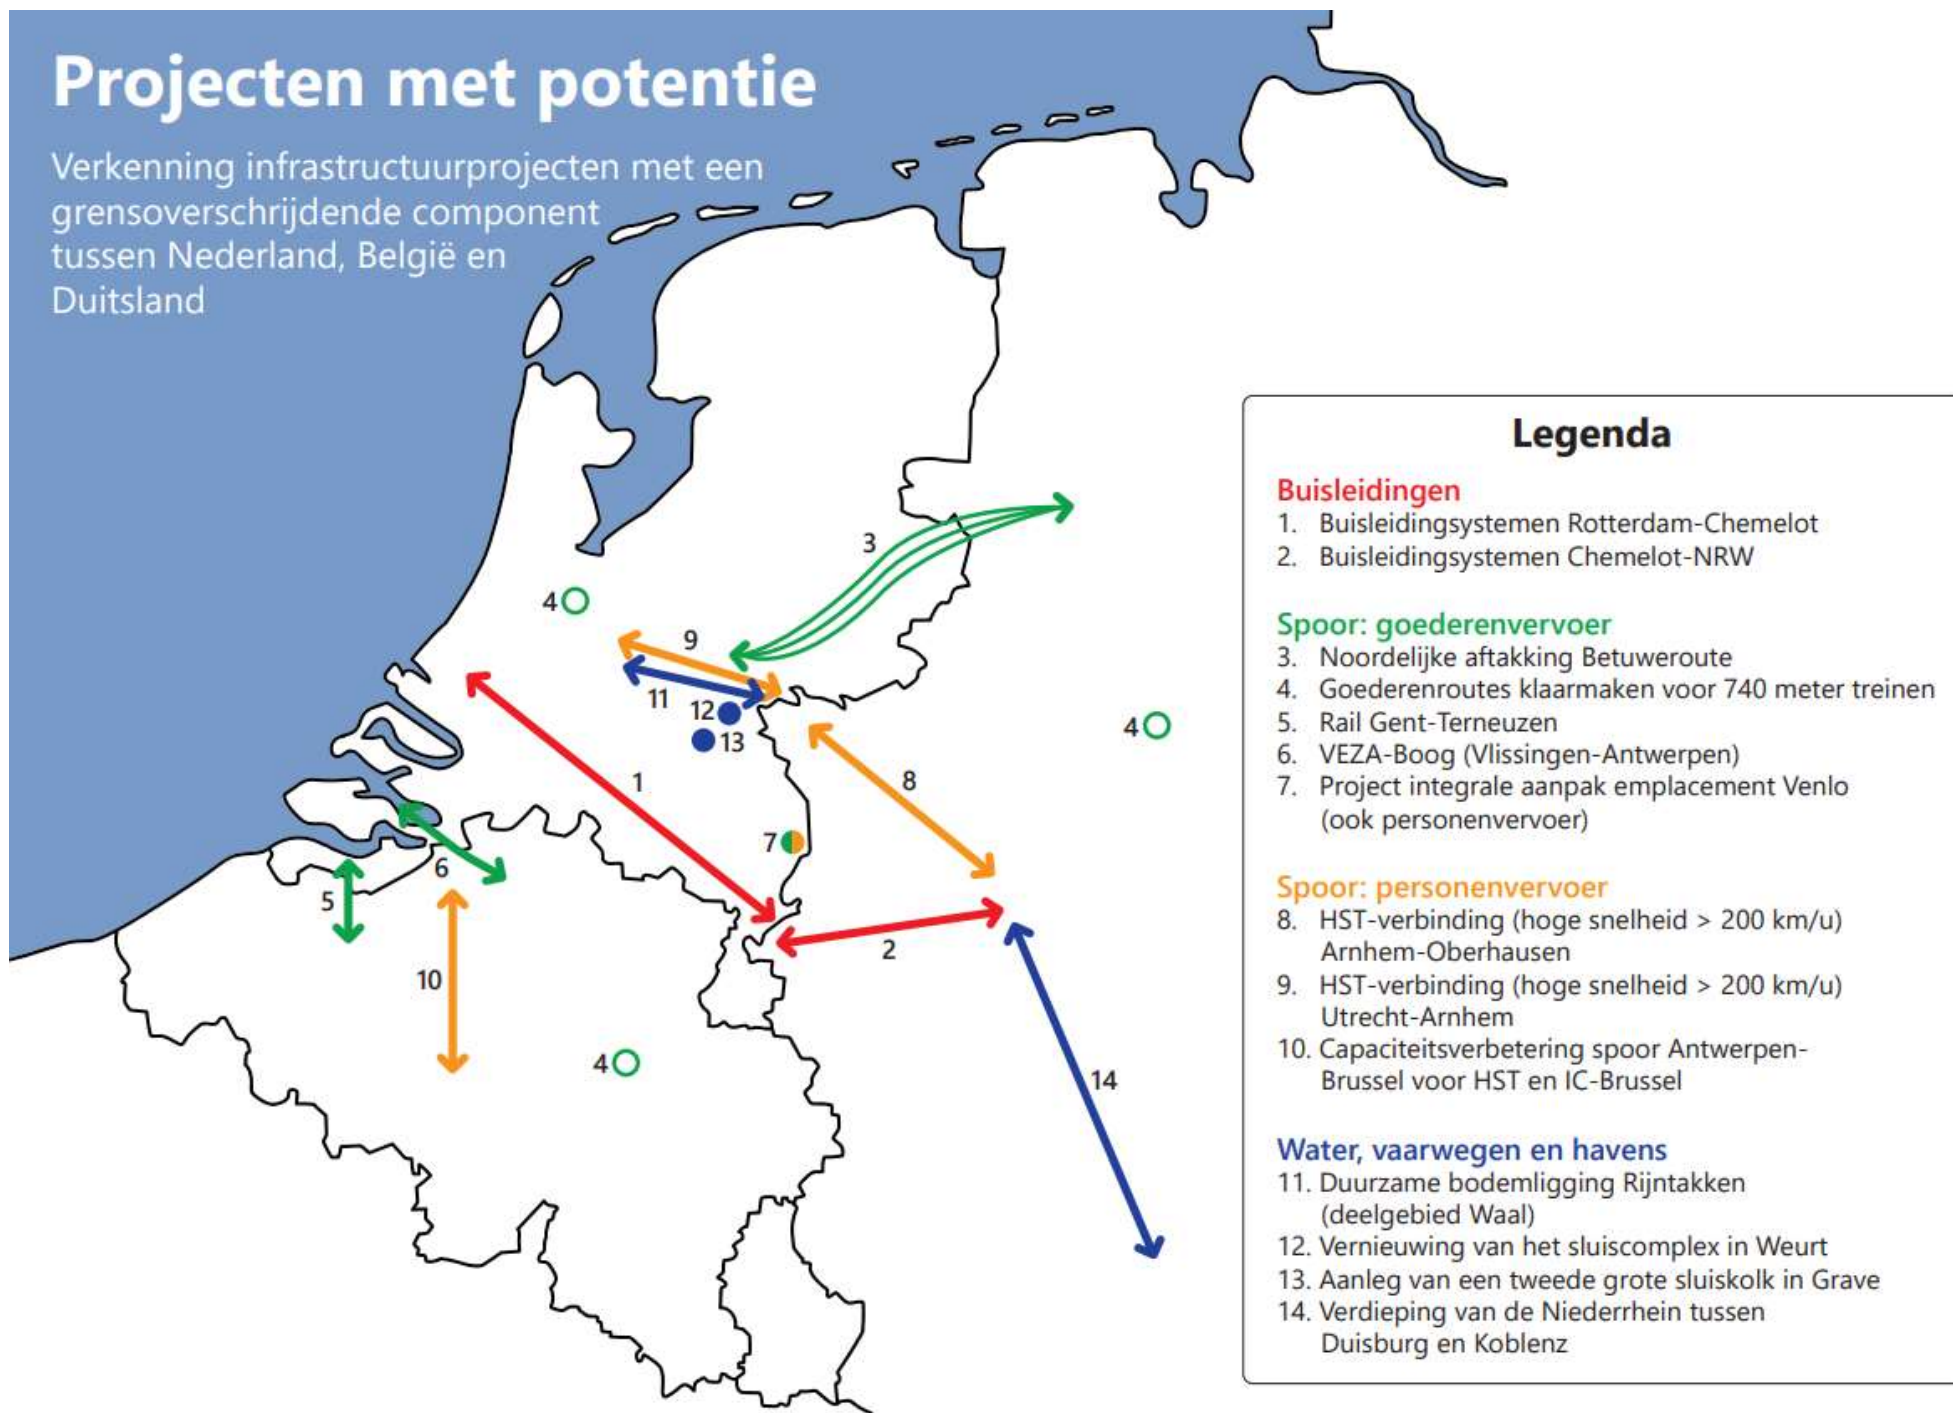 Projecten met potentie
Verkenning infrastructuurprojecten met een
grensoverschrijdende component
tussen Nederland, België en
Duitsland
3
4
9
11
12
13
1
8
4
7
6
5
2
10
4
14
Legenda
Buisleidingen
1. Buisleidingsystemen Rotterdam-Chemelot
2. Buisleidingsystemen Chemelot-NRW
Spoor: goederenvervoer
3. Noordelijke aftakking Betuweroute
4. Goederenroutes klaarmaken voor 740 meter treinen
5. Rail Gent-Terneuzen
6. VEZA-Boog (Vlissingen-Antwerpen)
7. Project integrale aanpak emplacement Venlo
(ook personenvervoer)
Spoor: personenvervoer
8. HST-verbinding (hoge snelheid > 200 km/u)
Arnhem-Oberhausen
9. HST-verbinding (hoge snelheid > 200 km/u)
Utrecht-Arnhem
10. Capaciteitsverbetering spoor Antwerpen-
Brussel voor HST en IC-Brussel
Water, vaarwegen en havens
11. Duurzame bodemligging Rijntakken
(deelgebied Waal)
12. Vernieuwing van het sluiscomplex in Weurt
13. Aanleg van een tweede grote sluiskolk in Grave
14. Verdieping van de Niederrhein tussen
Duisburg en Koblenz